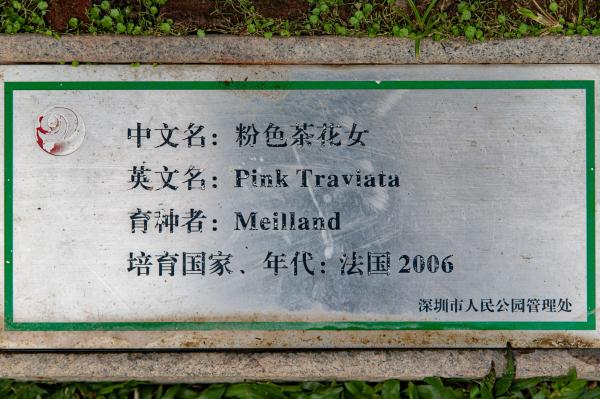 中文名：粉色茶花女
英文名：Pink Traviata
育种者：Meilland
培育国家、年代：法国 2006
深圳市人民公园管理处